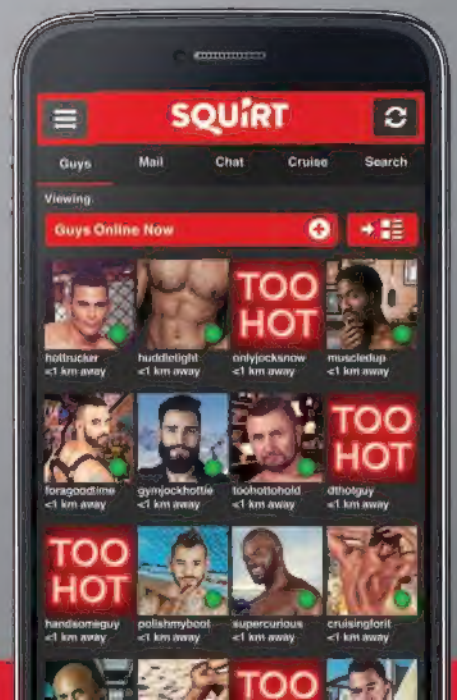 SQUIRT
Guys Mail Chat Cruise Search
Viewing:
Guys Online Now
TOO
HOT
hottrucker huddletight onlyjocksnow muscledup
<1 km away <1 km away <1 km away <1 km away
TOO
HOT
foragoodtime gymjockhottie toohottohold dthotguy
<1 km away <1 km away <1 km away <1 km away
TOO
HOT
handsomeguy polishmyboot supercurious cruisingforit
<1 km away <1 km away <1 km away <1 km away
TOO